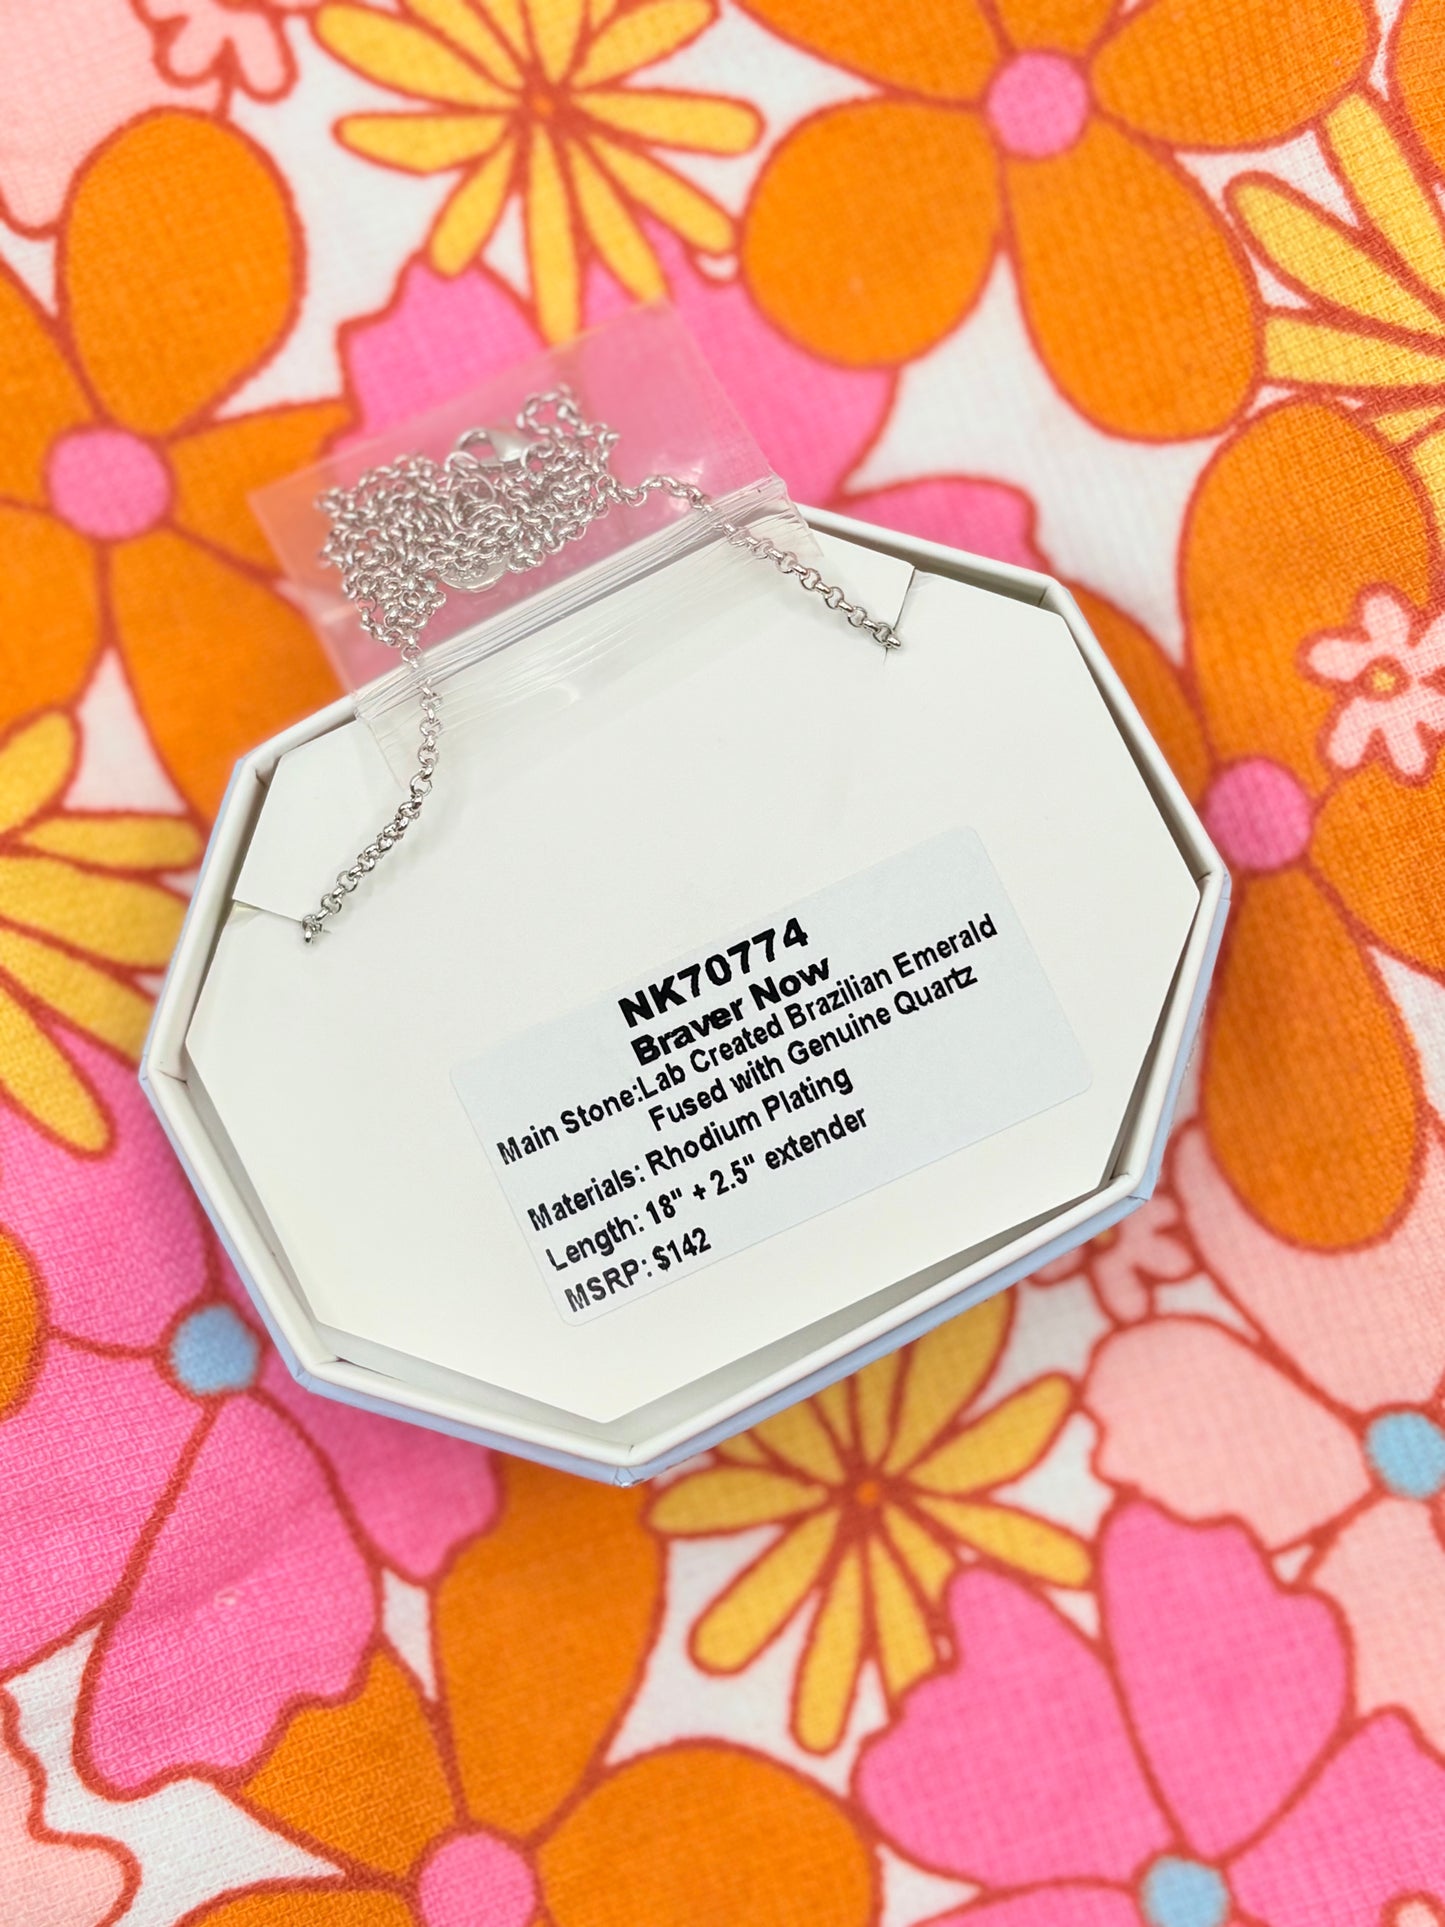 NK70774
Braver Now
Main Stone:Lab Created Brazilian Emerald
Fused with Genuine Quartz
Materials: Rhodium Plating
Length: 18" + 2.5" extender
MSRP: $142